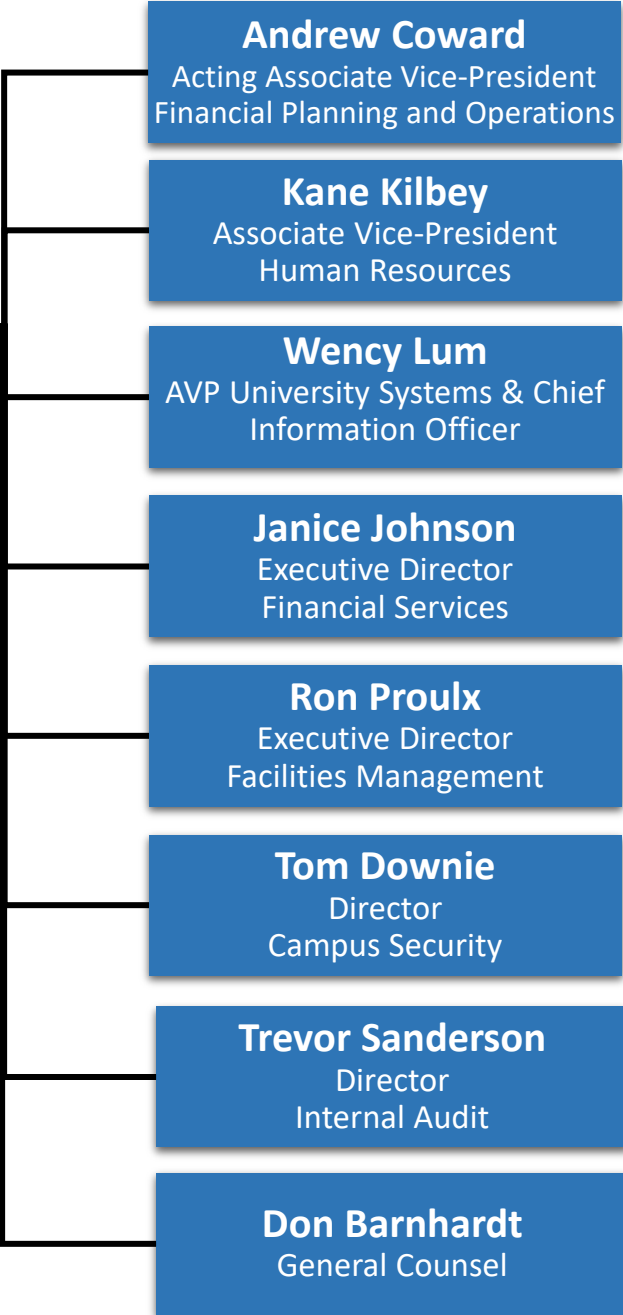 Andrew Coward
Acting Associate Vice-President
Financial Planning and Operations
Kane Kilbey
Associate Vice-President
Human Resources
Wency Lum
AVP University Systems & Chief
Information Officer
Janice Johnson
Executive Director
Financial Services
Ron Proulx
Executive Director
Facilities Management
Tom Downie
Director
Campus Security
Trevor Sanderson
Director
Internal Audit
Don Barnhardt
General Counsel